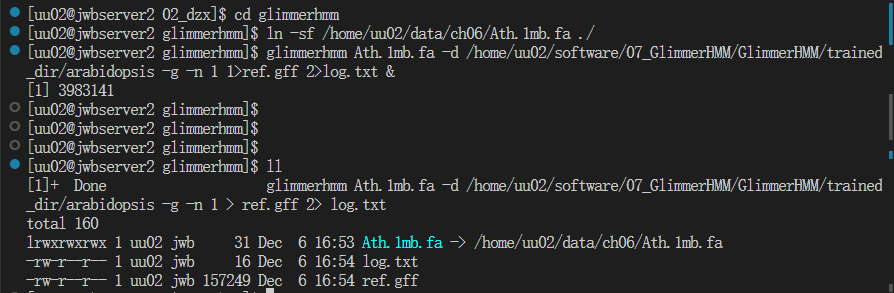 [uu02@jwbserver2 02_dzx]$ cd glimmerhmm
[uu02@jwbserver2 glimmerhmm]$ ln -sf /home/uu02/data/ch06/Ath.1mb.fa ./
[uu02@jwbserver2 glimmerhmm]$ glimmerhmm Ath.1mb.fa -d /home/uu02/software/07_GlimmerHMM/GlimmerHMM/trained
_dir/arabidopsis -g -n 1 1>ref.gff 2>log.txt &
[1] 3983141
[uu02@jwbserver2 glimmerhmm]$
[uu02@jwbserver2 glimmerhmm]$
[uu02@jwbserver2 glimmerhmm]$
[uu02@jwbserver2 glimmerhmm]$ ll
[1]+  Done                    glimmerhmm Ath.1mb.fa -d /home/uu02/software/07_GlimmerHMM/GlimmerHMM/trained
_dir/arabidopsis -g -n 1 > ref.gff 2> log.txt
total 160
lrwxrwxrwx 1 uu02 jwb     31 Dec  6 16:53 Ath.1mb.fa -> /home/uu02/data/ch06/Ath.1mb.fa
-rw-r--r-- 1 uu02 jwb     16 Dec  6 16:54 log.txt
-rw-r--r-- 1 uu02 jwb 157249 Dec  6 16:54 ref.gff